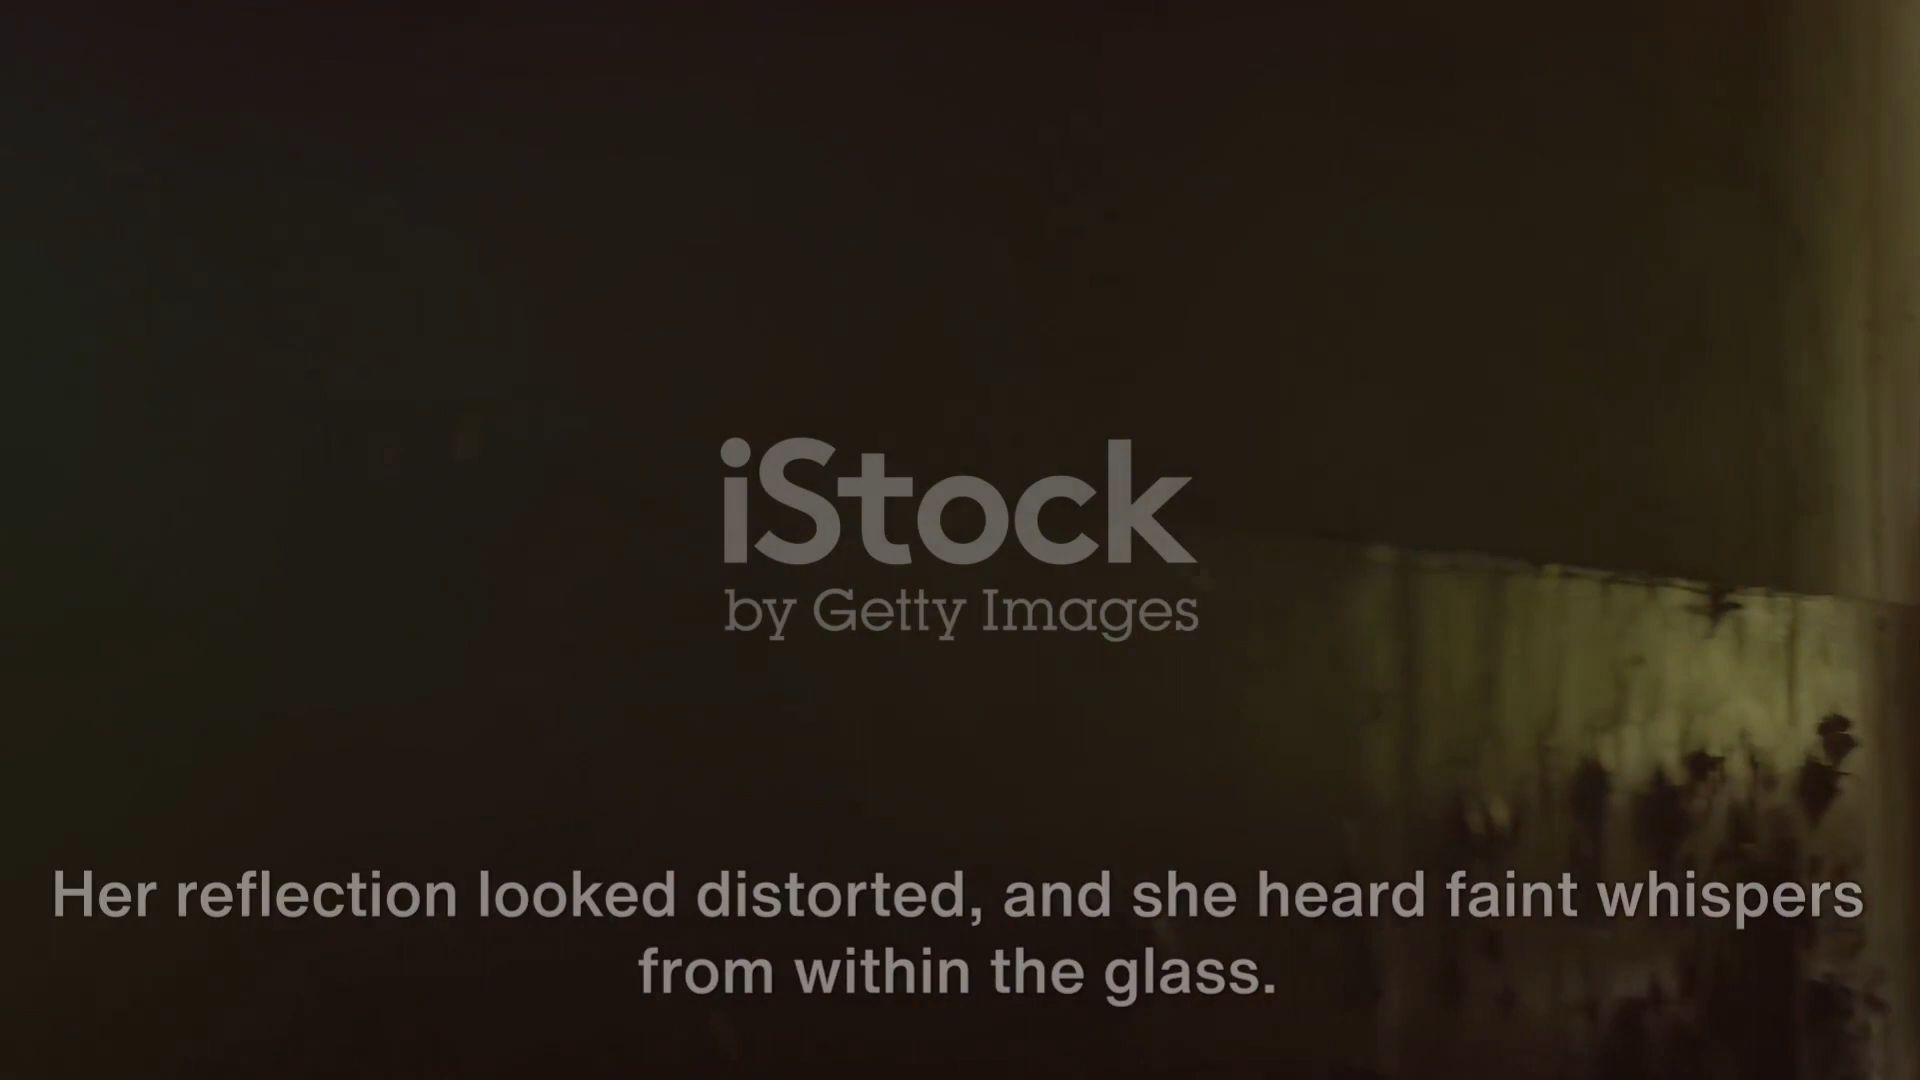 iStock
by Getty Images
Her reflection looked distorted, and she heard faint whispers
from within the glass.